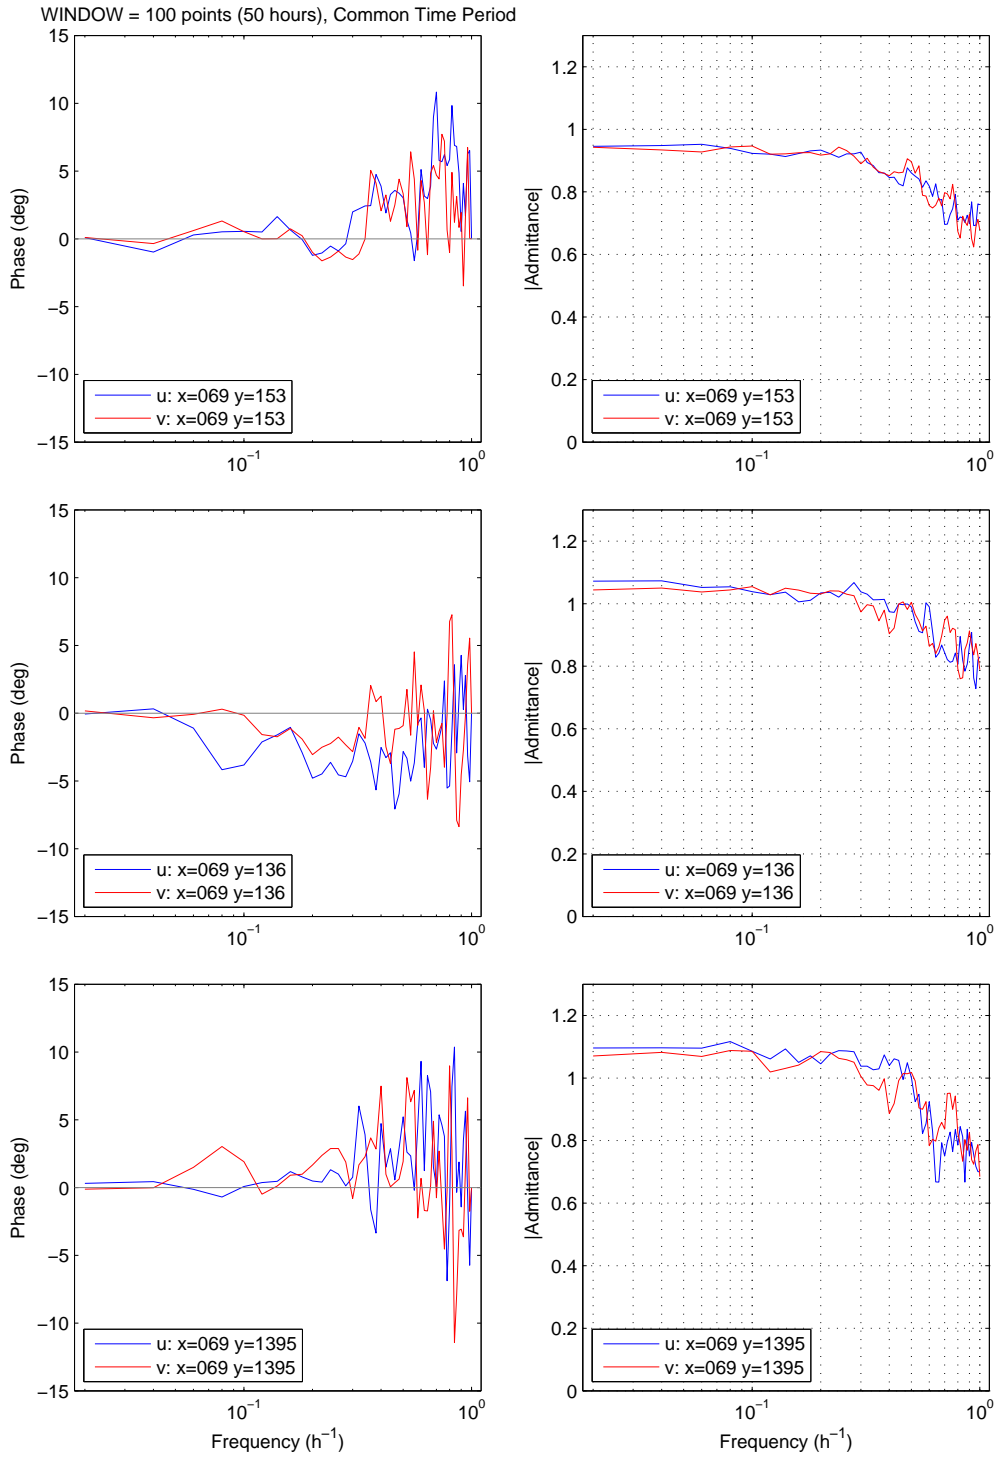 WINDOW = 100 points (50 hours), Common Time Period
15
10
5
0
−5
−10
−15
Phase (deg)
u: x=069 y=153
v: x=069 y=153
10^−1
10^0
1.2
1
0.8
0.6
0.4
0.2
0
|Admittance|
u: x=069 y=153
v: x=069 y=153
10^−1
10^0
15
10
5
0
−5
−10
−15
Phase (deg)
u: x=069 y=136
v: x=069 y=136
10^−1
10^0
1.2
1
0.8
0.6
0.4
0.2
0
|Admittance|
u: x=069 y=136
v: x=069 y=136
10^−1
10^0
15
10
5
0
−5
−10
−15
Phase (deg)
u: x=069 y=1395
v: x=069 y=1395
10^−1
10^0
Frequency (h^−1)
1.2
1
0.8
0.6
0.4
0.2
0
|Admittance|
u: x=069 y=1395
v: x=069 y=1395
10^−1
10^0
Frequency (h^−1)